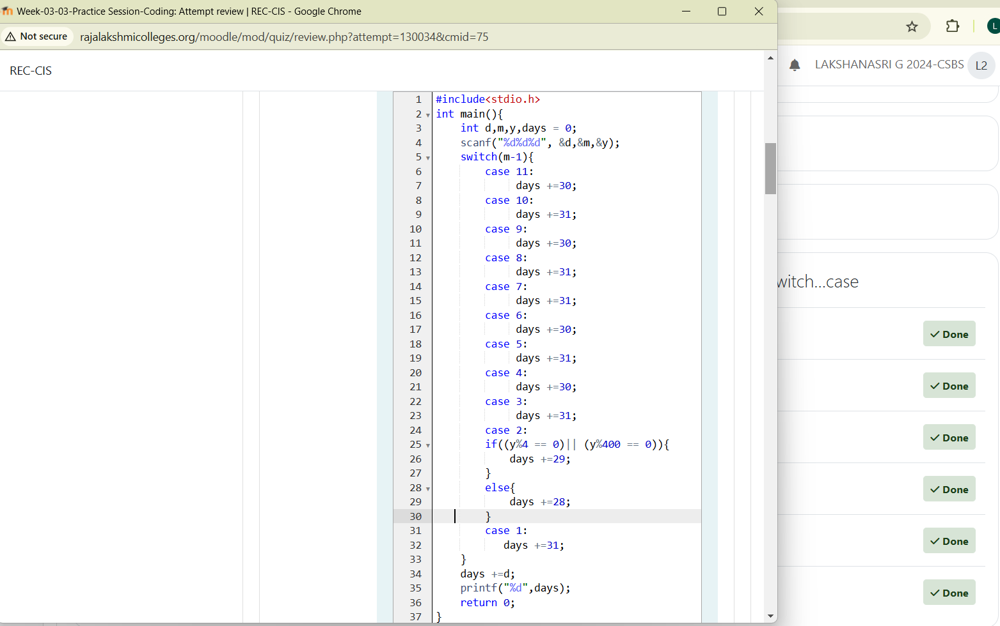 Week-03-03-Practice Session-Coding: Attempt review | REC-CIS - Google Chrome
Not secure rajalakshmicolleges.org/moodle/mod/quiz/review.php?attempt=130034&cmid=75
L
REC-CIS
LAKSHANASRI G 2024-CSBS L2
1 #include<stdio.h>
2 int main(){
3     int d,m,y,days = 0;
4     scanf("%d%d%d", &d,&m,&y);
5     switch(m-1){
6         case 11:
7              days +=30;
8         case 10:
9              days +=31;
10         case 9:
11              days +=30;
12         case 8:
13              days +=31;
14         case 7:
15              days +=31;
16         case 6:
17              days +=30;
18         case 5:
19              days +=31;
20         case 4:
21              days +=30;
22         case 3:
23              days +=31;
24         case 2:
25         if((y%4 == 0)|| (y%400 == 0)){
26             days +=29;
27         }
28         else{
29             days +=28;
30         }
31         case 1:
32            days +=31;
33     }
34     days +=d;
35     printf("%d",days);
36     return 0;
37 }
witch...case
Done
Done
Done
Done
Done
Done